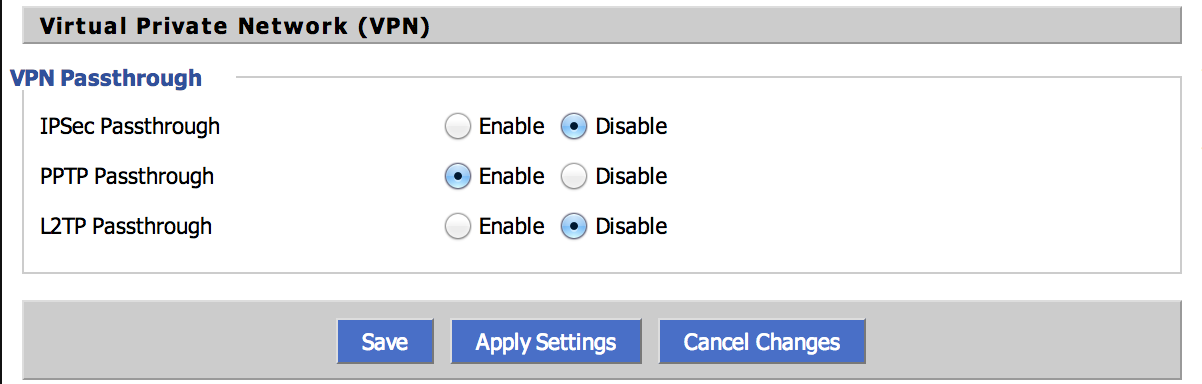 Virtual Private Network (VPN)
VPN Passthrough
IPSec Passthrough Enable Disable
PPTP Passthrough Enable Disable
L2TP Passthrough Enable Disable
Save Apply Settings Cancel Changes